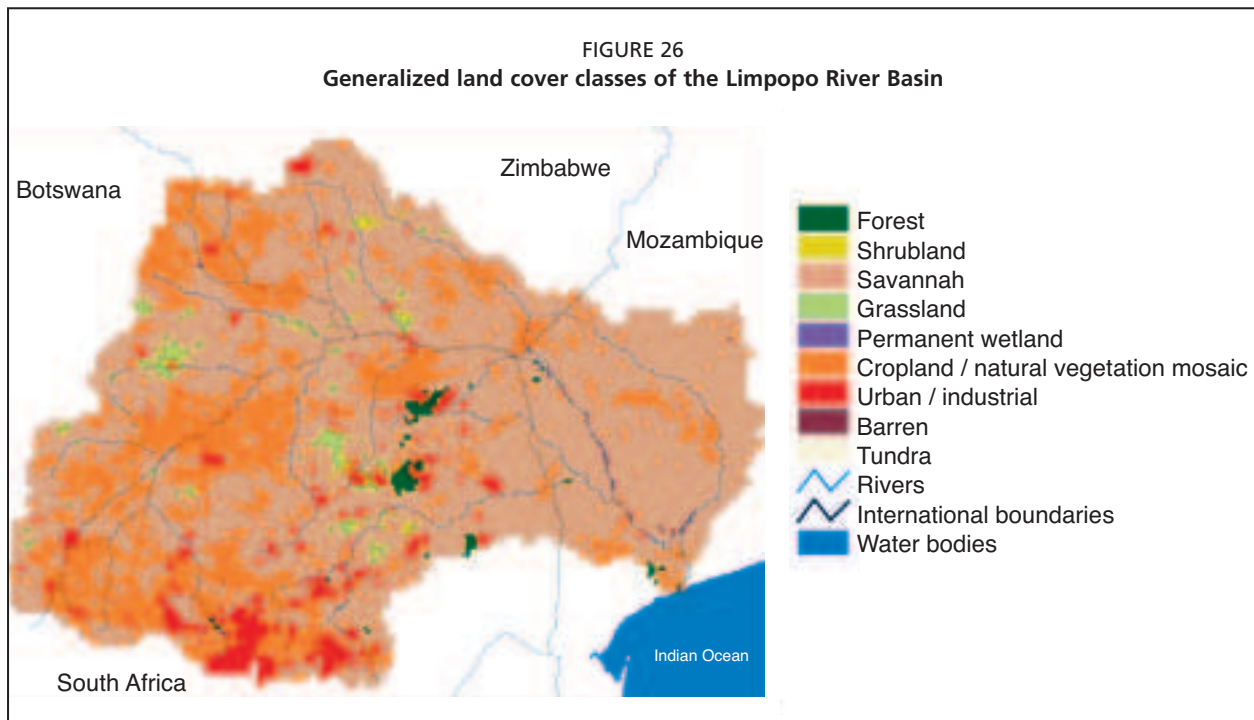 FIGURE 26
Generalized land cover classes of the Limpopo River Basin
Botswana
Zimbabwe
Mozambique
South Africa
Indian Ocean
Forest
Shrubland
Savannah
Grassland
Permanent wetland
Cropland / natural vegetation mosaic
Urban / industrial
Barren
Tundra
Rivers
International boundaries
Water bodies